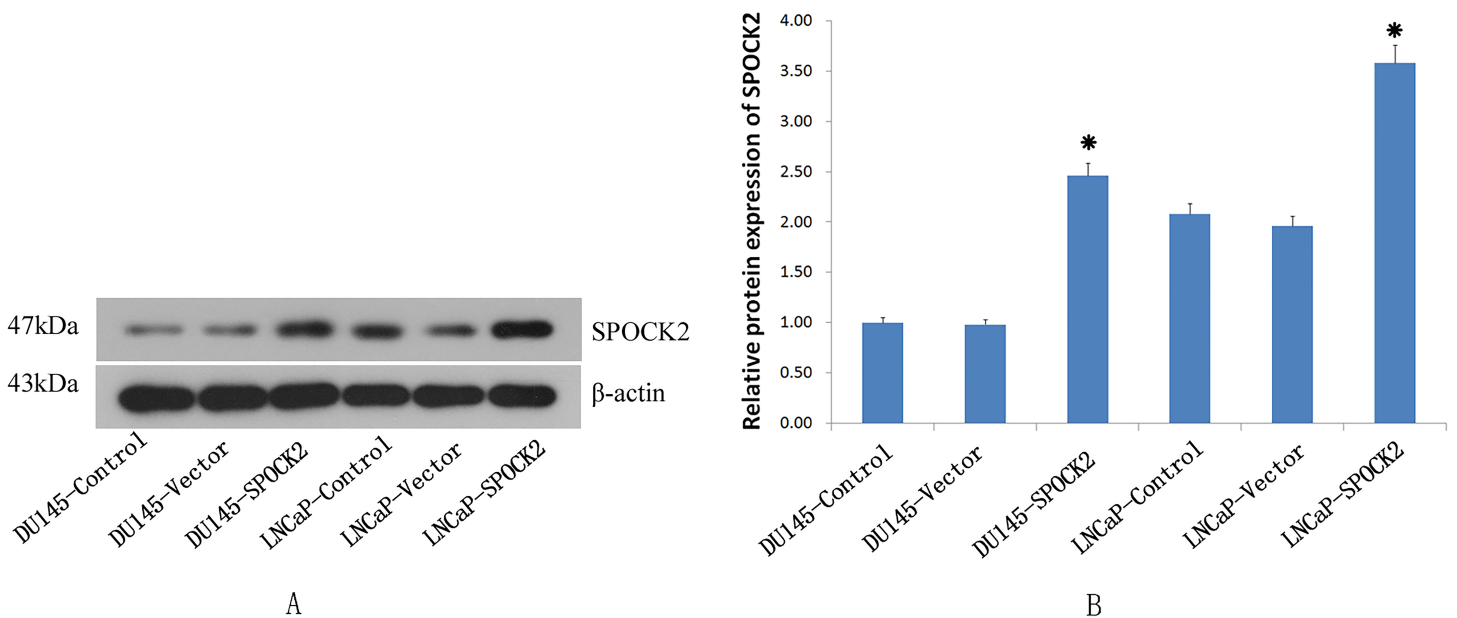 47kDa
SPOCK2
43kDa
β-actin
DU145-Control
DU145-Vector
DU145-SPOCK2
LNCaP-Control
LNCaP-Vector
LNCaP-SPOCK2
A
Relative protein expression of SPOCK2
4.00
3.50
3.00
2.50
2.00
1.50
1.00
0.50
0.00
*
*
DU145-Control
DU145-Vector
DU145-SPOCK2
LNCaP-Control
LNCaP-Vector
LNCaP-SPOCK2
B